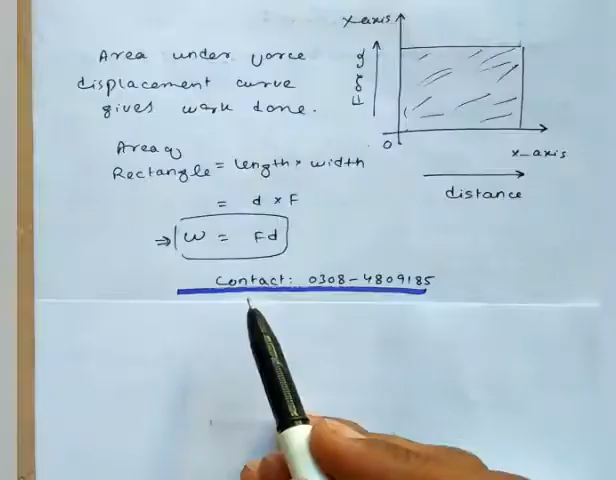 Area under Force
displacement curve
gives work done.
Area of
Rectangle = length × width
= d × F
⇒ W = Fd
Contact: 0308-4809185
x-axis
Force
0
x-axis
distance